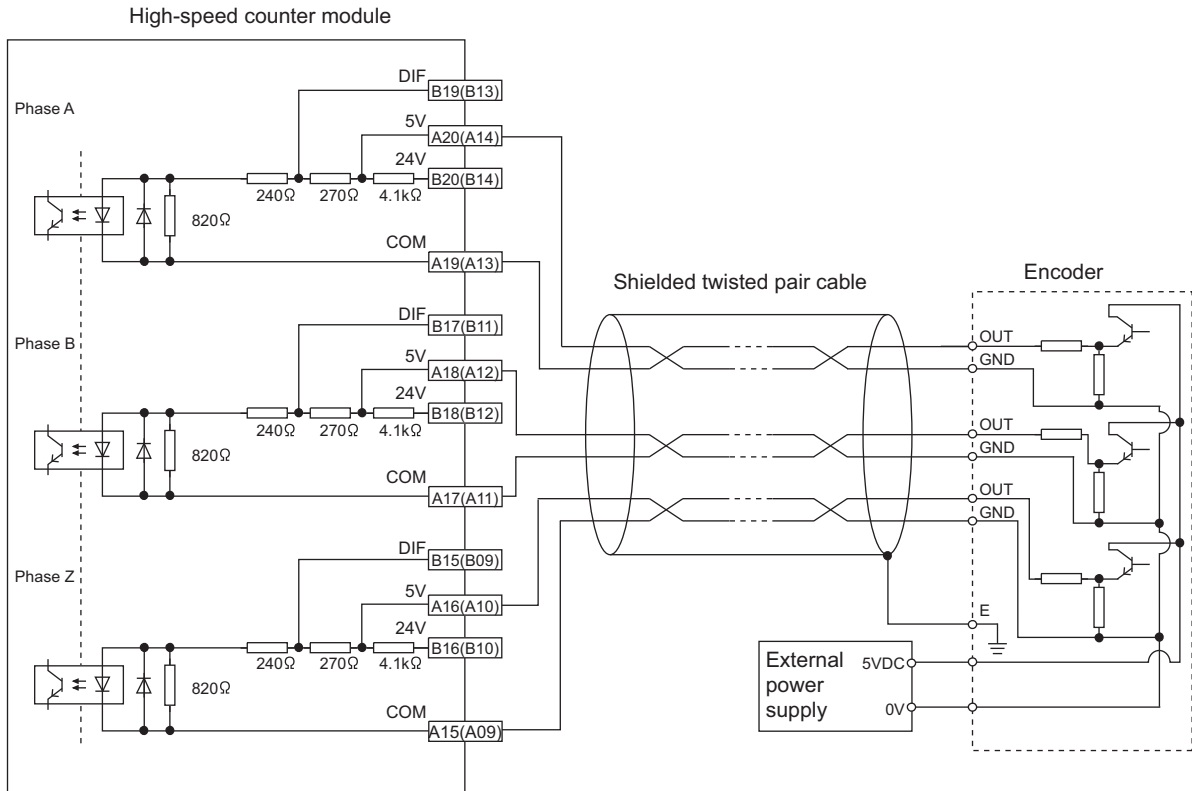 High-speed counter module
Phase A
DIF
B19(B13)
5V
A20(A14)
24V
B20(B14)
240Ω
270Ω
4.1kΩ
820Ω
COM
A19(A13)
Phase B
DIF
B17(B11)
5V
A18(A12)
24V
B18(B12)
240Ω
270Ω
4.1kΩ
820Ω
COM
A17(A11)
Phase Z
DIF
B15(B09)
5V
A16(A10)
24V
B16(B10)
240Ω
270Ω
4.1kΩ
820Ω
COM
A15(A09)
Shielded twisted pair cable
Encoder
OUT
GND
OUT
GND
OUT
GND
E
External
power
supply
5VDC
0V